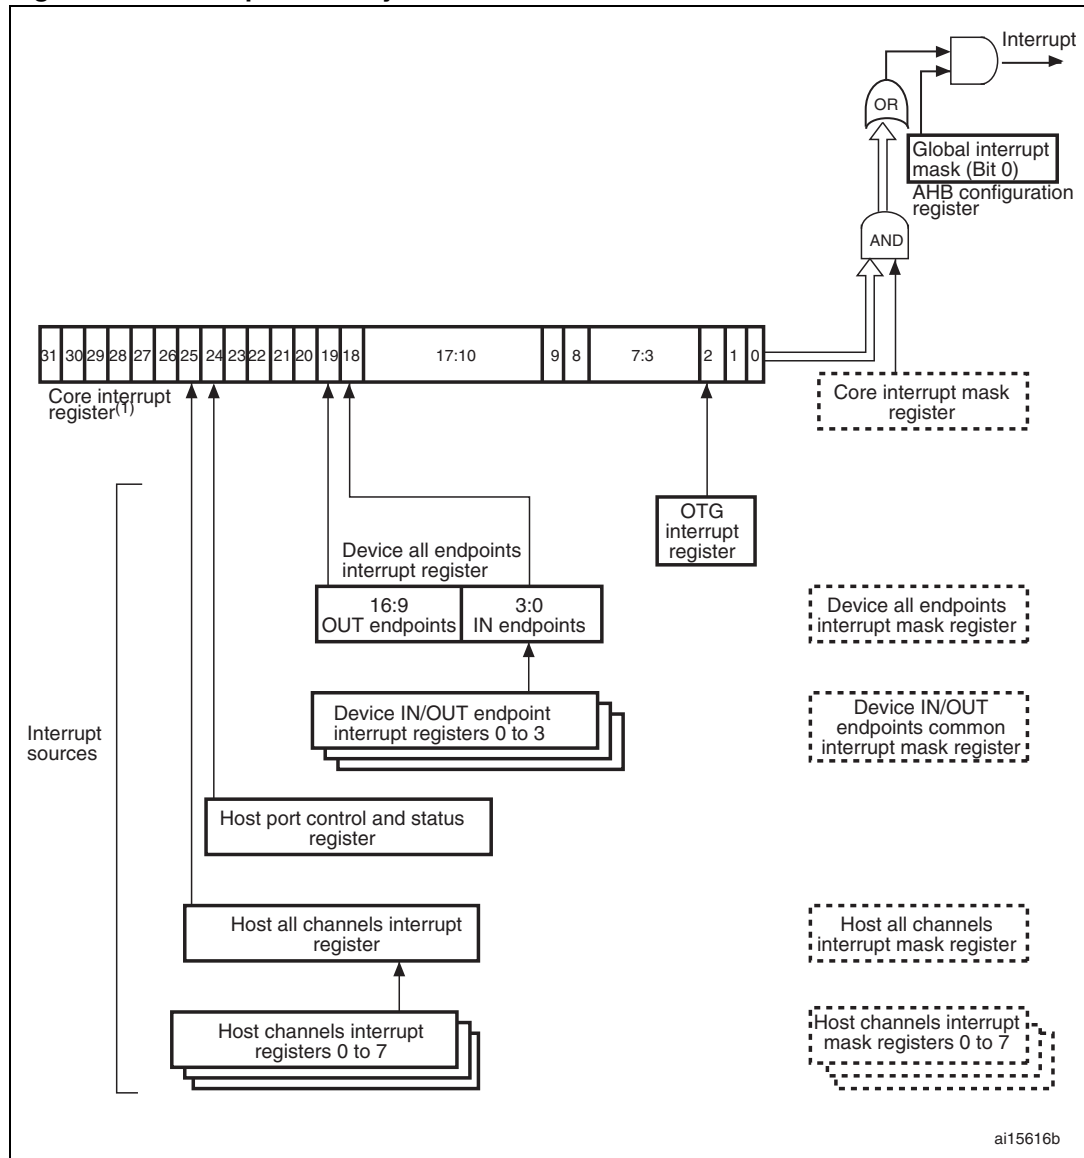 Interrupt
OR
Global interrupt
mask (Bit 0)
AHB configuration
register
AND
31 30 29 28 27 26 25 24 23 22 21 20 19 18 17:10 9 8 7:3 2 1 0
Core interrupt
register(1)
Core interrupt mask
register
OTG
interrupt
register
Device all endpoints
interrupt register
16:9
OUT endpoints
3:0
IN endpoints
Device all endpoints
interrupt mask register
Device IN/OUT endpoint
interrupt registers 0 to 3
Device IN/OUT
endpoints common
interrupt mask register
Interrupt
sources
Host port control and status
register
Host all channels interrupt
register
Host all channels
interrupt mask register
Host channels interrupt
registers 0 to 7
Host channels interrupt
mask registers 0 to 7
ai15616b